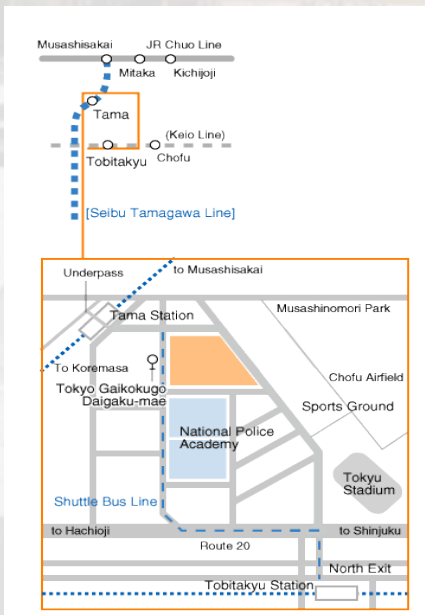 Musashisakai
JR Chuo Line
Mitaka
Kichijoji
Tama
(Keio Line)
Tobitakyu
Chofu
[Seibu Tamagawa Line]
Underpass
to Musashisakai
Tama Station
Musashinomori Park
To Koremasa
Chofu Airfield
Tokyo Gaikokugo
Daigaku-mae
Sports Ground
National Police
Academy
Tokyu
Stadium
Shuttle Bus Line
to Hachioji
to Shinjuku
Route 20
North Exit
Tobitakyu Station